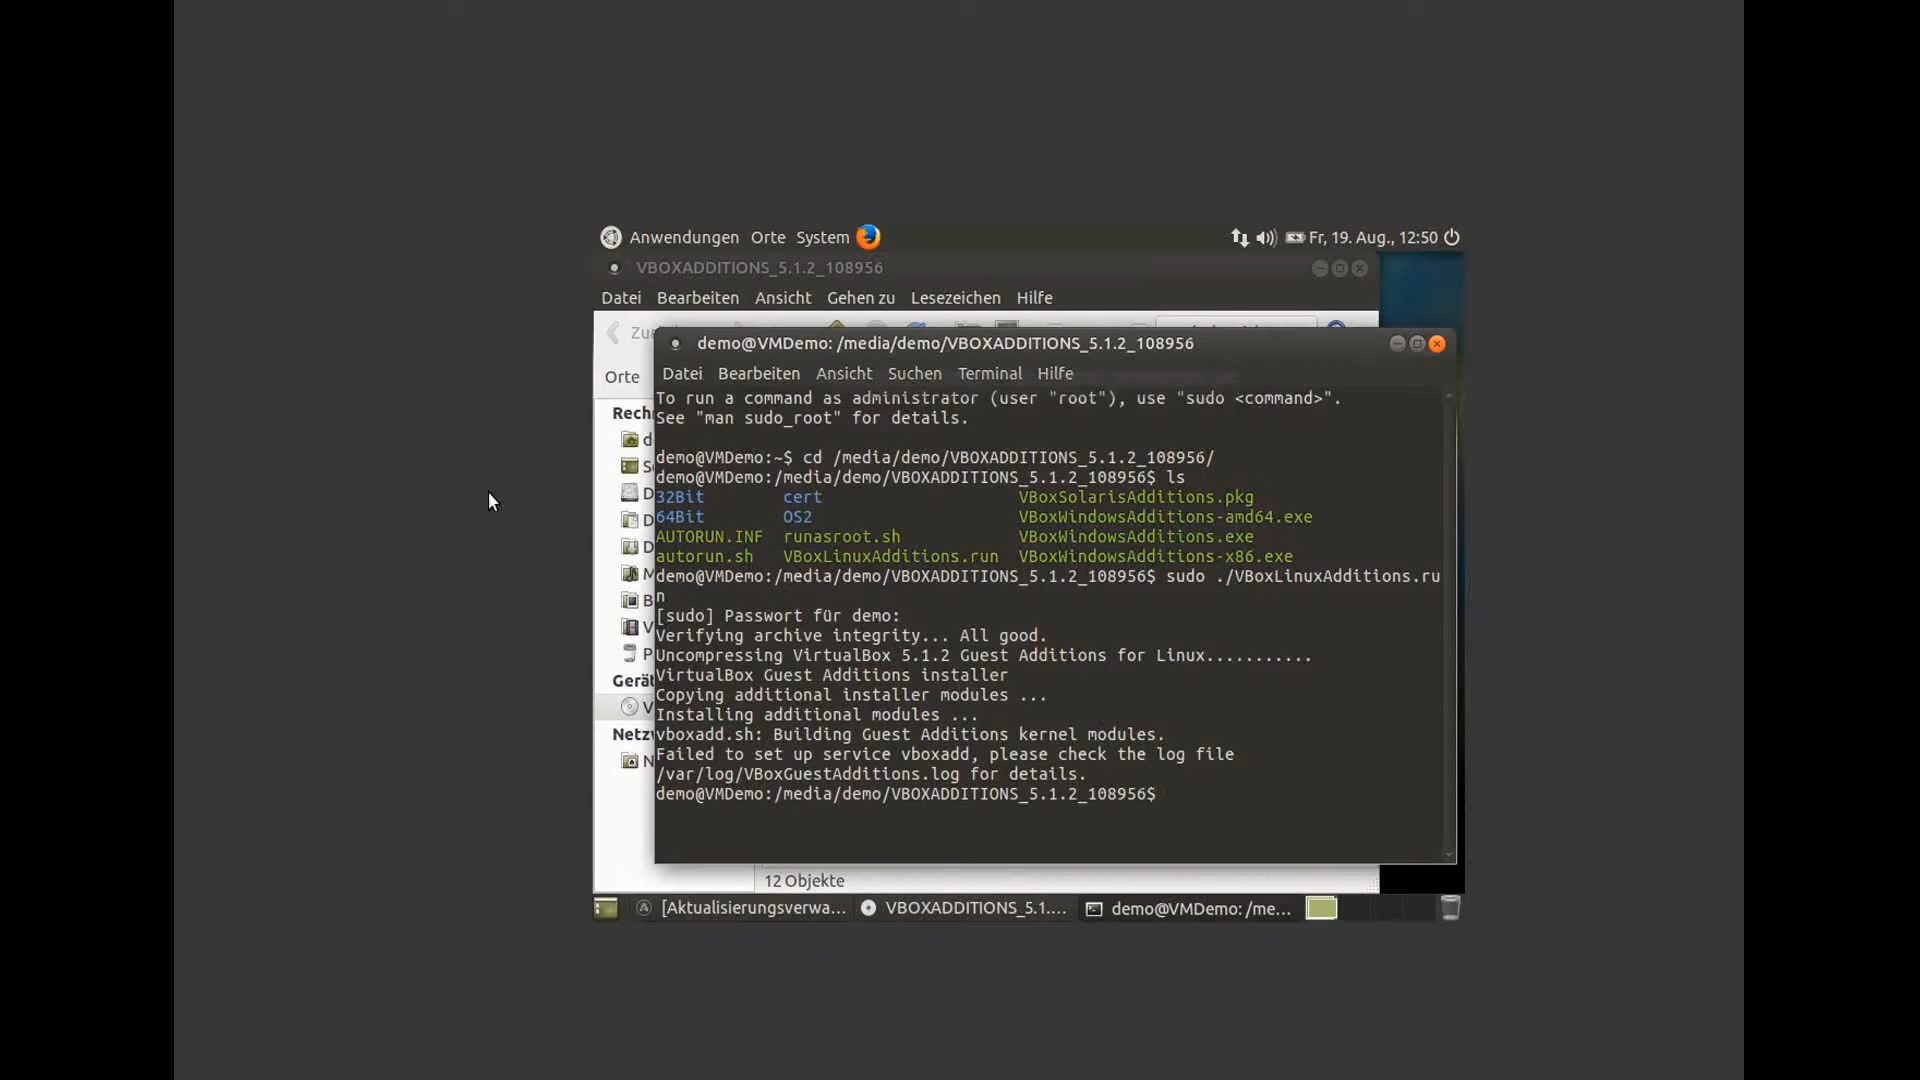 Anwendungen Orte System
Fr, 19. Aug., 12:50
VBOXADDITIONS_5.1.2_108956
Datei Bearbeiten Ansicht Gehen zu Lesezeichen Hilfe
Orte
demo@VMDemo: /media/demo/VBOXADDITIONS_5.1.2_108956
Datei Bearbeiten Ansicht Suchen Terminal Hilfe
To run a command as administrator (user "root"), use "sudo <command>".
See "man sudo_root" for details.
demo@VMDemo:~$ cd /media/demo/VBOXADDITIONS_5.1.2_108956/
demo@VMDemo:/media/demo/VBOXADDITIONS_5.1.2_108956$ ls
32Bit cert VBoxSolarisAdditions.pkg
64Bit OS2 VBoxWindowsAdditions-amd64.exe
AUTORUN.INF runasroot.sh VBoxWindowsAdditions.exe
autorun.sh VBoxLinuxAdditions.run VBoxWindowsAdditions-x86.exe
demo@VMDemo:/media/demo/VBOXADDITIONS_5.1.2_108956$ sudo ./VBoxLinuxAdditions.ru
n
[sudo] Passwort für demo:
Verifying archive integrity... All good.
Uncompressing VirtualBox 5.1.2 Guest Additions for Linux...........
VirtualBox Guest Additions installer
Copying additional installer modules ...
Installing additional modules ...
vboxadd.sh: Building Guest Additions kernel modules.
Failed to set up service vboxadd, please check the log file
/var/log/VBoxGuestAdditions.log for details.
demo@VMDemo:/media/demo/VBOXADDITIONS_5.1.2_108956$
12 Objekte
[Aktualisierungsverwa... VBOXADDITIONS_5.1.... demo@VMDemo: /me...